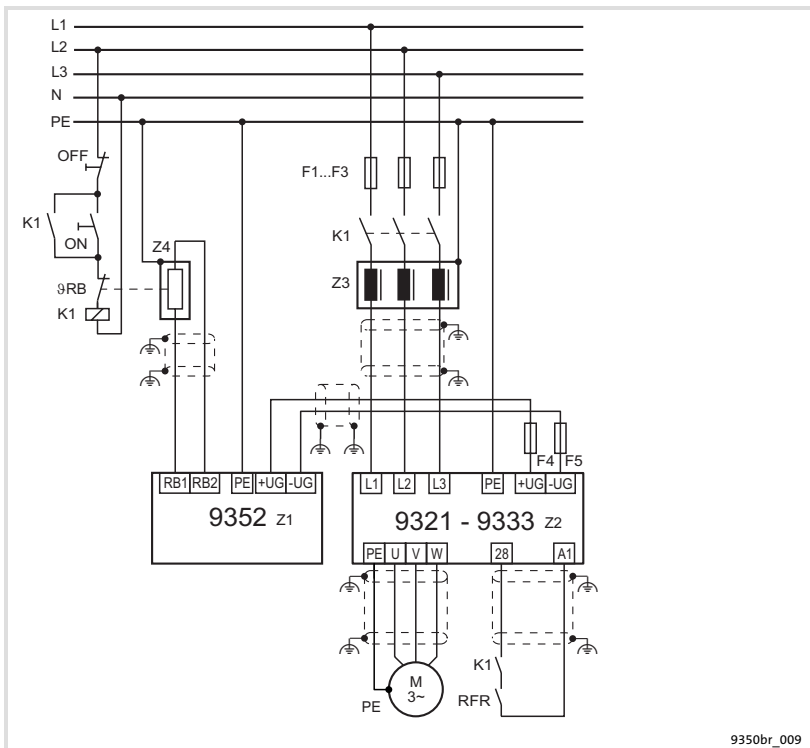 L1
L2
L3
N
PE
OFF
F1...F3
K1
ON
Z4
K1
ϑRB
Z3
K1
F4 F5
RB1 RB2 PE +UG -UG
L1 L2 L3 PE +UG -UG
9352 Z1
9321 - 9333 Z2
PE U V W 28 A1
K1
M
3~
RFR
PE
9350br_009